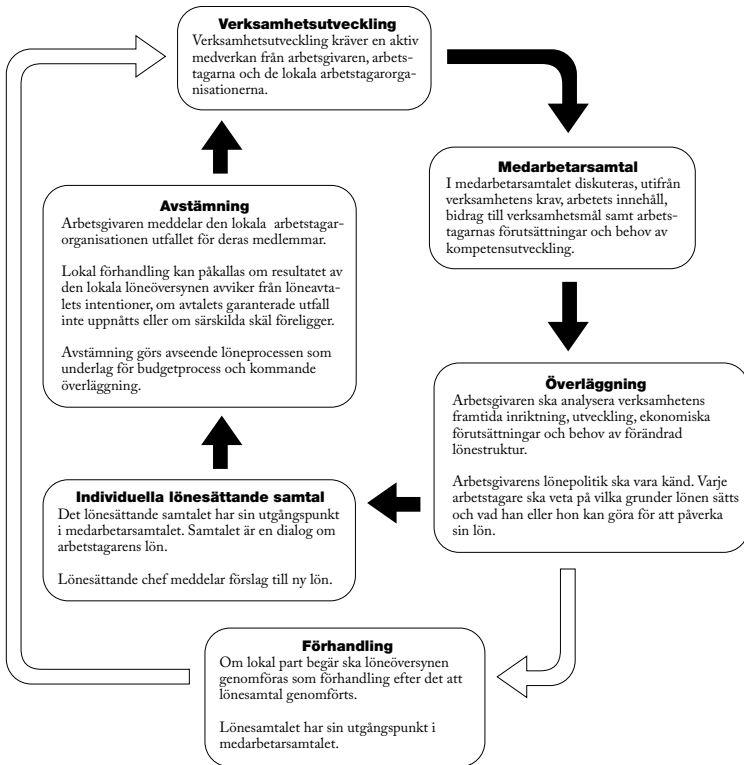 Verksamhetsutveckling
Verksamhetsutveckling kräver en aktiv
medverkan från arbetsgivaren, arbets-
tagarna och de lokala arbetstagarorga-
nisationerna.
Medarbetarsamtal
I medarbetarsamtalet diskuteras, utifrån
verksamhetens krav, arbetets innehåll,
bidrag till verksamhetsmål samt arbets-
tagarnas förutsättningar och behov av
kompetensutveckling.
Överläggning
Arbetsgivaren ska analysera verksamhetens
framtida inriktning, utveckling, ekonomiska
förutsättningar och behov av förändrad
lönestruktur.
Arbetsgivarens lönepolitik ska vara känd. Varje
arbetstagare ska veta på vilka grunder lönen sätts
och vad han eller hon kan göra för att påverka
sin lön.
Individuella lönesättande samtal
Det lönesättande samtalet har sin utgångspunkt
i medarbetarsamtalet. Samtalet är en dialog om
arbetstagarens lön.
Lönesättande chef meddelar förslag till ny lön.
Avstämning
Arbetsgivaren meddelar den lokala arbetstagar-
organisationen utfallet för deras medlemmar.
Lokal förhandling kan påkallas om resultatet av
den lokala löneöversynen avviker från löneavta-
lets intentioner, om avtalets garanterade utfall
inte uppnåtts eller om särskilda skäl föreligger.
Avstämning görs avseende löneprocessen som
underlag för budgetprocess och kommande
överläggning.
Förhandling
Om lokal part begär ska löneöversynen
genomföras som förhandling efter det att
lönesamtal genomförts.
Lönesamtalet har sin utgångspunkt i
medarbetarsamtalet.